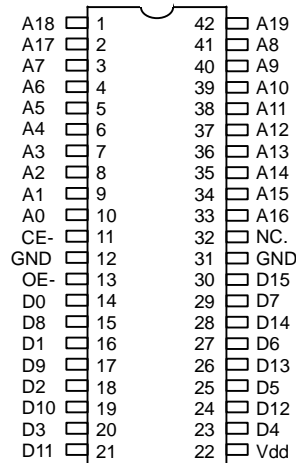 A18 1 42 A19
A17 2 41 A8
A7 3 40 A9
A6 4 39 A10
A5 5 38 A11
A4 6 37 A12
A3 7 36 A13
A2 8 35 A14
A1 9 34 A15
A0 10 33 A16
CE- 11 32 NC.
GND 12 31 GND
OE- 13 30 D15
D0 14 29 D7
D8 15 28 D14
D1 16 27 D6
D9 17 26 D13
D2 18 25 D5
D10 19 24 D12
D3 20 23 D4
D11 21 22 Vdd